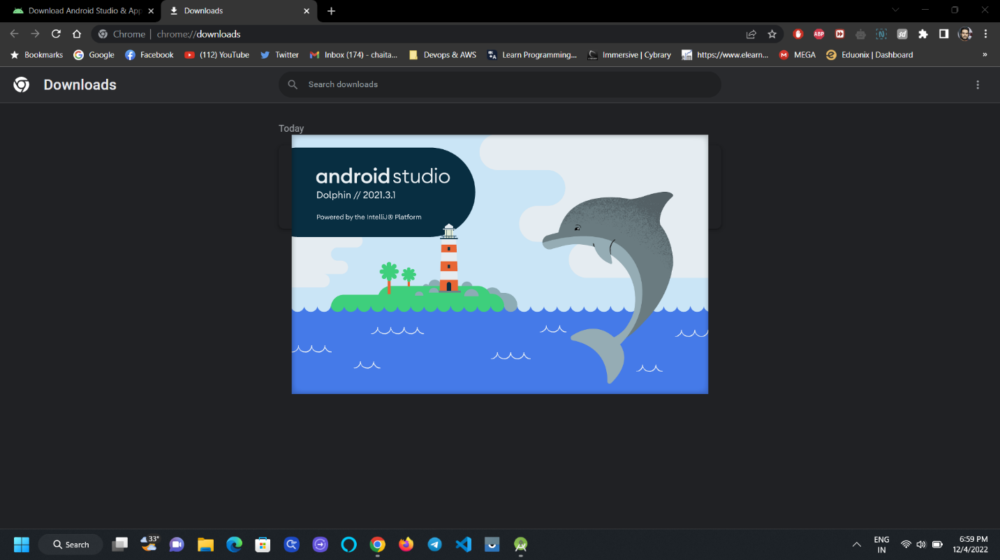 Download Android Studio & App
Downloads
Chrome | chrome://downloads
ABP
N
sd
Bookmarks
Google
Facebook
(112) YouTube
Twitter
Inbox (174) - chaita...
Devops & AWS
Learn Programming...
Immersive | Cybrary
https://www.elearn...
MEGA
Eduonix | Dashboard
»
Downloads
Search downloads
Today
android studio
Dolphin // 2021.3.1
Powered by the IntelliJ® Platform
33°
Search
ENG
IN
6:59 PM
12/4/2022